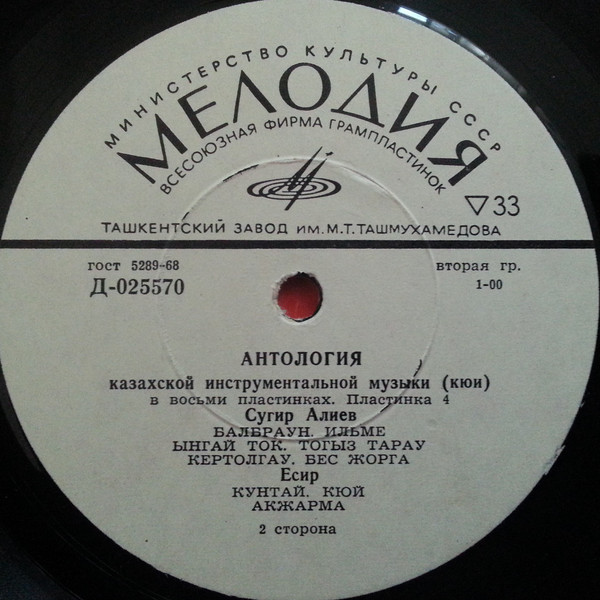 МИНИСТЕРСТВО КУЛЬТУРЫ СССР
МЕЛОДИЯ
ВСЕСОЮЗНАЯ ФИРМА ГРАМПЛАСТИНОК
▽33
ТАШКЕНТСКИЙ ЗАВОД ИМ. М.Т.ТАШМУХАМЕДОВА
гост 5289-68
вторая гр.
Д-025570
1-00
АНТОЛОГИЯ
казахской инструментальной музыки (кюи)
в восьми пластинках. Пластинка 4
Сугир Алиев
БАЛБРАУН. ИЛЬМЕ
ЫНГАЙ ТОК. ТОГЫЗ ТАРАУ
КЕРТОЛГАУ. БЕС ЖОРГА
Есир
КУНТАЙ. КЮЙ
АКЖАРМА
2 сторона